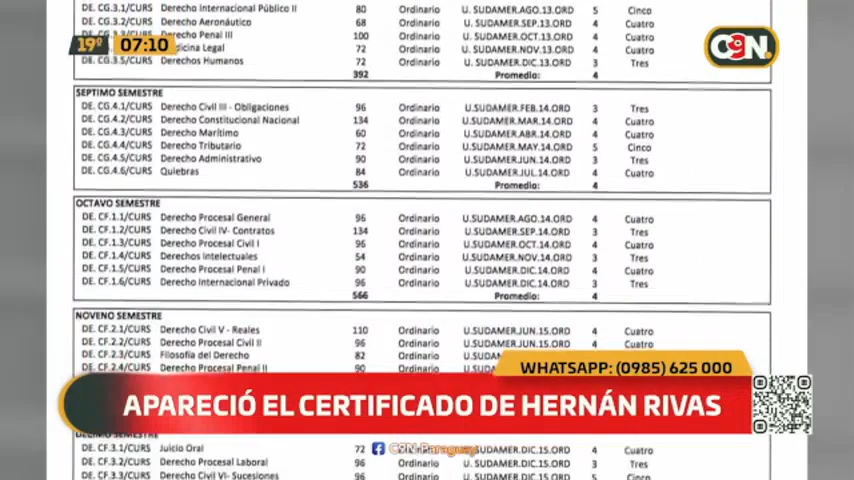 DE. CG.3.1/CURS Derecho Internacional Público II 80 Ordinario U. SUDAMER.AGO.13.ORD 5 Cinco
Derecho Aeronáutico 68 Ordinario U. SUDAMER.SEP.13.ORD 4 Cuatro
Derecho Penal III 100 Ordinario U. SUDAMER.OCT.13.ORD 4 Cuatro
Legal 72 Ordinario U. SUDAMER.NOV.13.ORD 4 Cuatro
DE. CG.3.5/CURS Derechos Humanos 72 Ordinario U. SUDAMER.DIC.13.ORD 3 Tres
392 Promedio: 4
19° 07:10
C9N.
SEPTIMO SEMESTRE
DE. CG.4.1/CURS Derecho Civil III - Obligaciones 96 Ordinario U.SUDAMER.FEB.14.ORD 3 Tres
DE. CG.4.2/CURS Derecho Constitucional Nacional 134 Ordinario U.SUDAMER.MAR.14.ORD 4 Cuatro
DE. CG.4.3/CURS Derecho Marítimo 60 Ordinario U.SUDAMER.ABR.14.ORD 4 Cuatro
DE. CG.4.4/CURS Derecho Tributario 72 Ordinario U.SUDAMER.MAY.14.ORD 5 Cinco
DE. CG.4.5/CURS Derecho Administrativo 90 Ordinario U.SUDAMER.JUN.14.ORD 3 Tres
DE. CG.4.6/CURS Quiebras 84 Ordinario U.SUDAMER.JUL.14.ORD 4 Cuatro
536 Promedio: 4
OCTAVO SEMESTRE
DE. CF.1.1/CURS Derecho Procesal General 96 Ordinario U.SUDAMER.AGO.14.ORD 4 Cuatro
DE. CF.1.2/CURS Derecho Civil IV- Contratos 134 Ordinario U.SUDAMER.SEP.14.ORD 3 Tres
DE. CF.1.3/CURS Derecho Procesal Civil I 96 Ordinario U.SUDAMER.OCT.14.ORD 4 Cuatro
DE. CF.1.4/CURS Derechos Intelectuales 54 Ordinario U.SUDAMER.NOV.14.ORD 3 Tres
DE. CF.1.5/CURS Derecho Procesal Penal I 90 Ordinario U.SUDAMER.DIC.14.ORD 4 Cuatro
DE. CF.1.6/CURS Derecho Internacional Privado 96 Ordinario U.SUDAMER.DIC.14.ORD 3 Tres
566 Promedio: 4
NOVENO SEMESTRE
DE. CF.2.1/CURS Derecho Civil V - Reales 110 Ordinario U.SUDAMER.JUN.15.ORD 4 Cuatro
DE. CF.2.2/CURS Derecho Procesal Civil II 96 Ordinario U.SUDAMER.JUN.15.ORD 4 Cuatro
DE. CF.2.3/CURS Filosofía del Derecho 82 Ordinario
DE. CF.2.4/CURS Derecho Procesal Penal II 90 Ordinario
WHATSAPP: (0985) 625 000
APARECIÓ EL CERTIFICADO DE HERNÁN RIVAS
DECIMO SEMESTRE
DE. CF.3.1/CURS Juicio Oral 72 U.SUDAMER.DIC.15.ORD 4 Cuatro
C9N Paraguay
DE. CF.3.2/CURS Derecho Procesal Laboral 96 Ordinario U.SUDAMER.DIC.15.ORD 3 Tres
DE. CF.3.3/CURS Derecho Civil VI- Sucesiones 96 Ordinario U.SUDAMER.DIC.15.ORD 5 Cinco